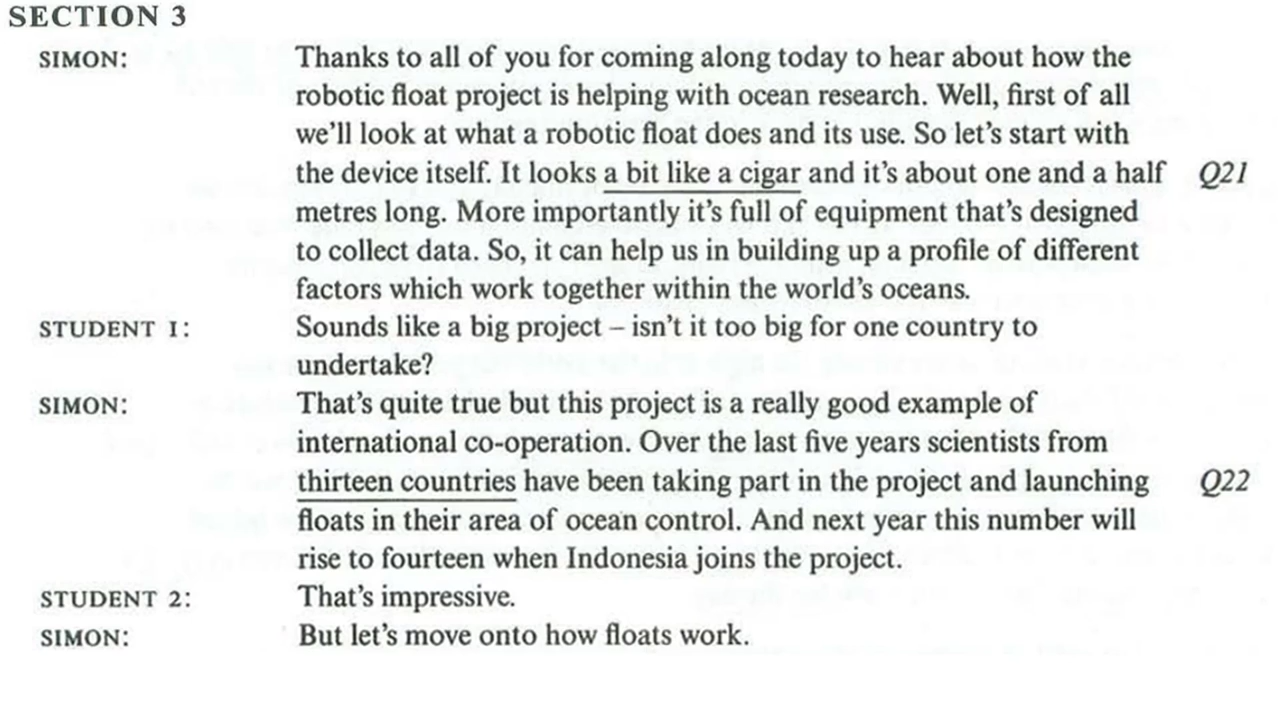 SECTION 3
SIMON: Thanks to all of you for coming along today to hear about how the
robotic float project is helping with ocean research. Well, first of all
we'll look at what a robotic float does and its use. So let's start with
the device itself. It looks a bit like a cigar and it's about one and a half Q21
metres long. More importantly it's full of equipment that's designed
to collect data. So, it can help us in building up a profile of different
factors which work together within the world's oceans.
STUDENT 1: Sounds like a big project – isn't it too big for one country to
undertake?
SIMON: That's quite true but this project is a really good example of
international co-operation. Over the last five years scientists from
thirteen countries have been taking part in the project and launching Q22
floats in their area of ocean control. And next year this number will
rise to fourteen when Indonesia joins the project.
STUDENT 2: That's impressive.
SIMON: But let's move onto how floats work.